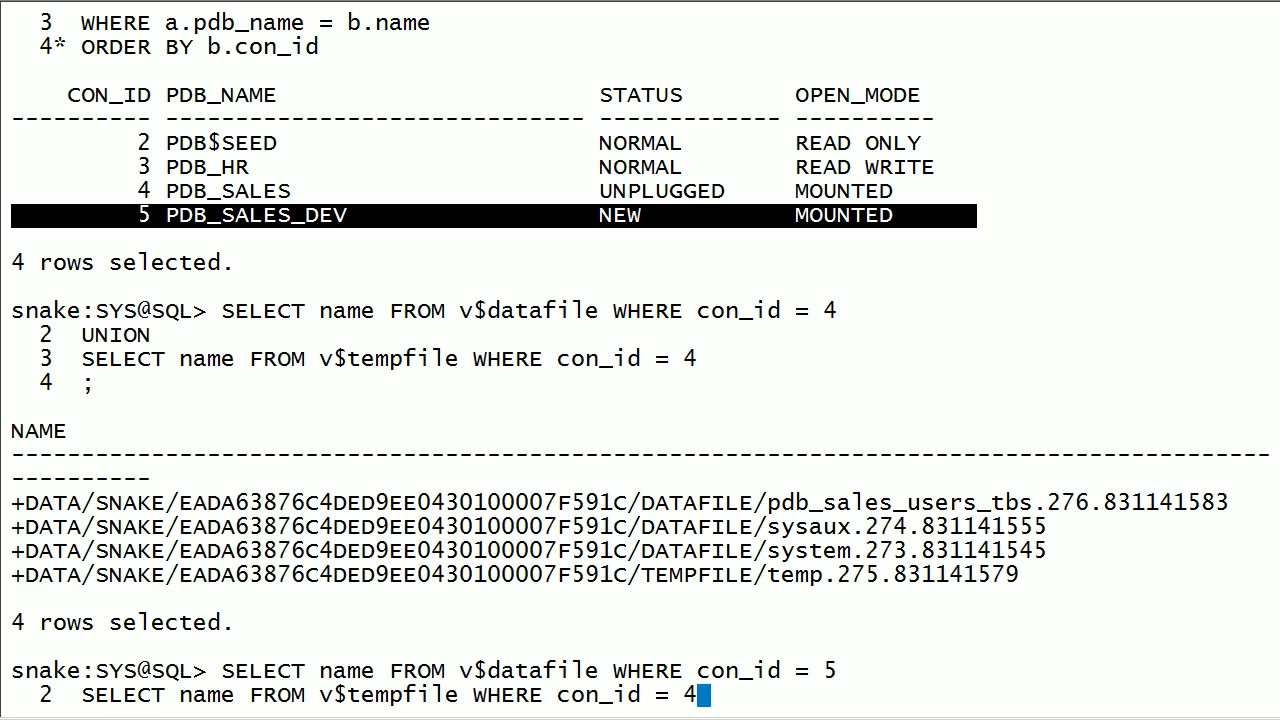 3 WHERE a.pdb_name = b.name
4* ORDER BY b.con_id
CON_ID PDB_NAME STATUS OPEN_MODE
---------- ------------------------------ ------------- ----------
2 PDB$SEED NORMAL READ ONLY
3 PDB_HR NORMAL READ WRITE
4 PDB_SALES UNPLUGGED MOUNTED
5 PDB_SALES_DEV NEW MOUNTED
4 rows selected.
snake:SYS@SQL> SELECT name FROM v$datafile WHERE con_id = 4
2 UNION
3 SELECT name FROM v$tempfile WHERE con_id = 4
4 ;
NAME
------------------------------------------------------------------------------------------
----------
+DATA/SNAKE/EADA63876C4DED9EE0430100007F591C/DATAFILE/pdb_sales_users_tbs.276.831141583
+DATA/SNAKE/EADA63876C4DED9EE0430100007F591C/DATAFILE/sysaux.274.831141555
+DATA/SNAKE/EADA63876C4DED9EE0430100007F591C/DATAFILE/system.273.831141545
+DATA/SNAKE/EADA63876C4DED9EE0430100007F591C/TEMPFILE/temp.275.831141579
4 rows selected.
snake:SYS@SQL> SELECT name FROM v$datafile WHERE con_id = 5
2 SELECT name FROM v$tempfile WHERE con_id = 4